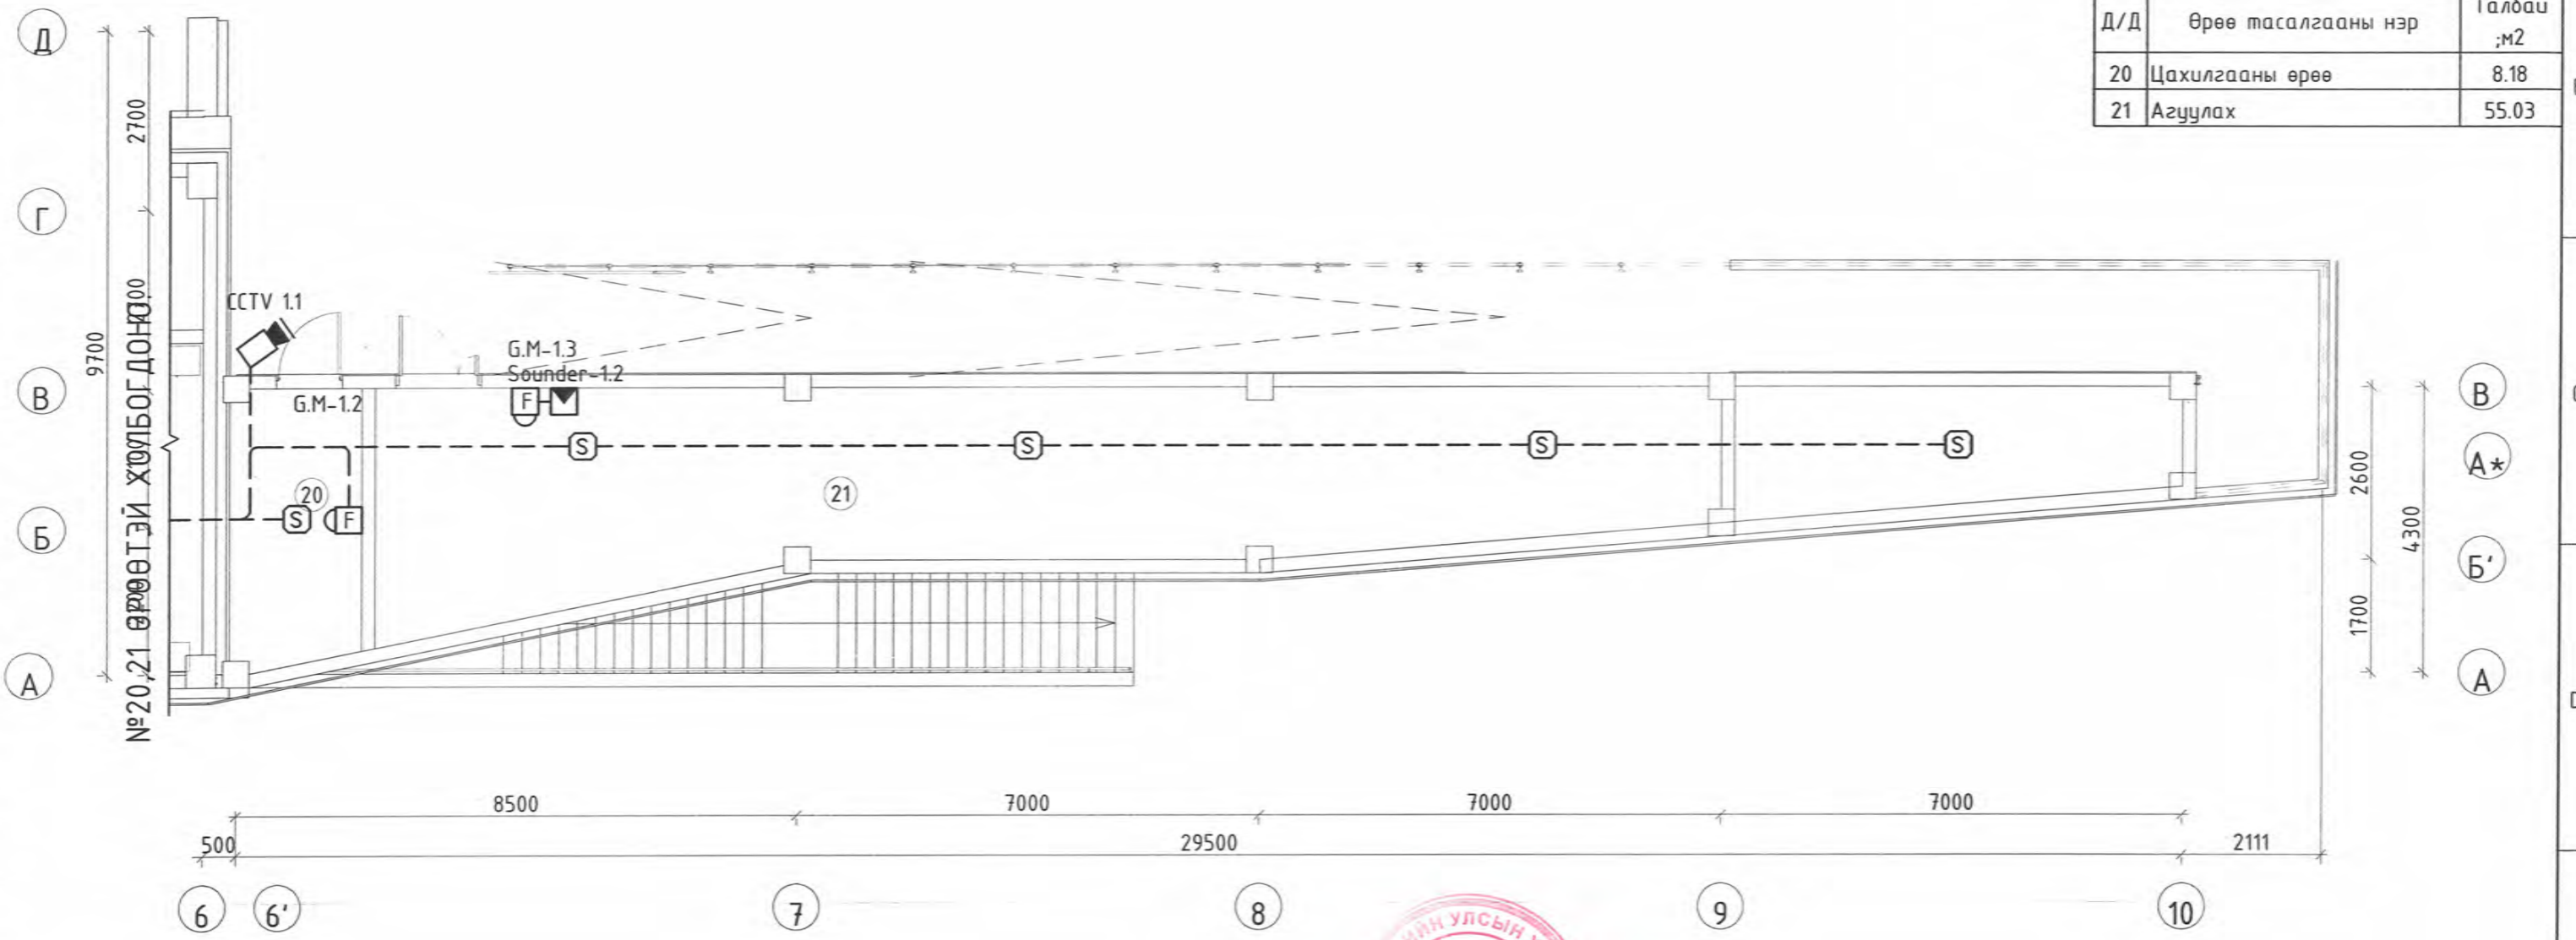 Д/Д Өрөө тасалгааны нэр Талбай ;м2
20 Цахилгааны өрөө 8.18
21 Агуулах 55.03
Д
Г
В
Б
А
2700
9700
№20,21 ӨРӨӨТЭЙ ХОЛБОГДОНО.
CCTV 1.1
G.M-1.3
Sounder-1.2
G.M-1.2
F
S
S
S
S
20
21
S
F
В
А*
Б'
А
2600
4300
1700
8500
7000
7000
7000
500
29500
2111
6
6'
7
8
9
10
ИЙН УЛСЫН